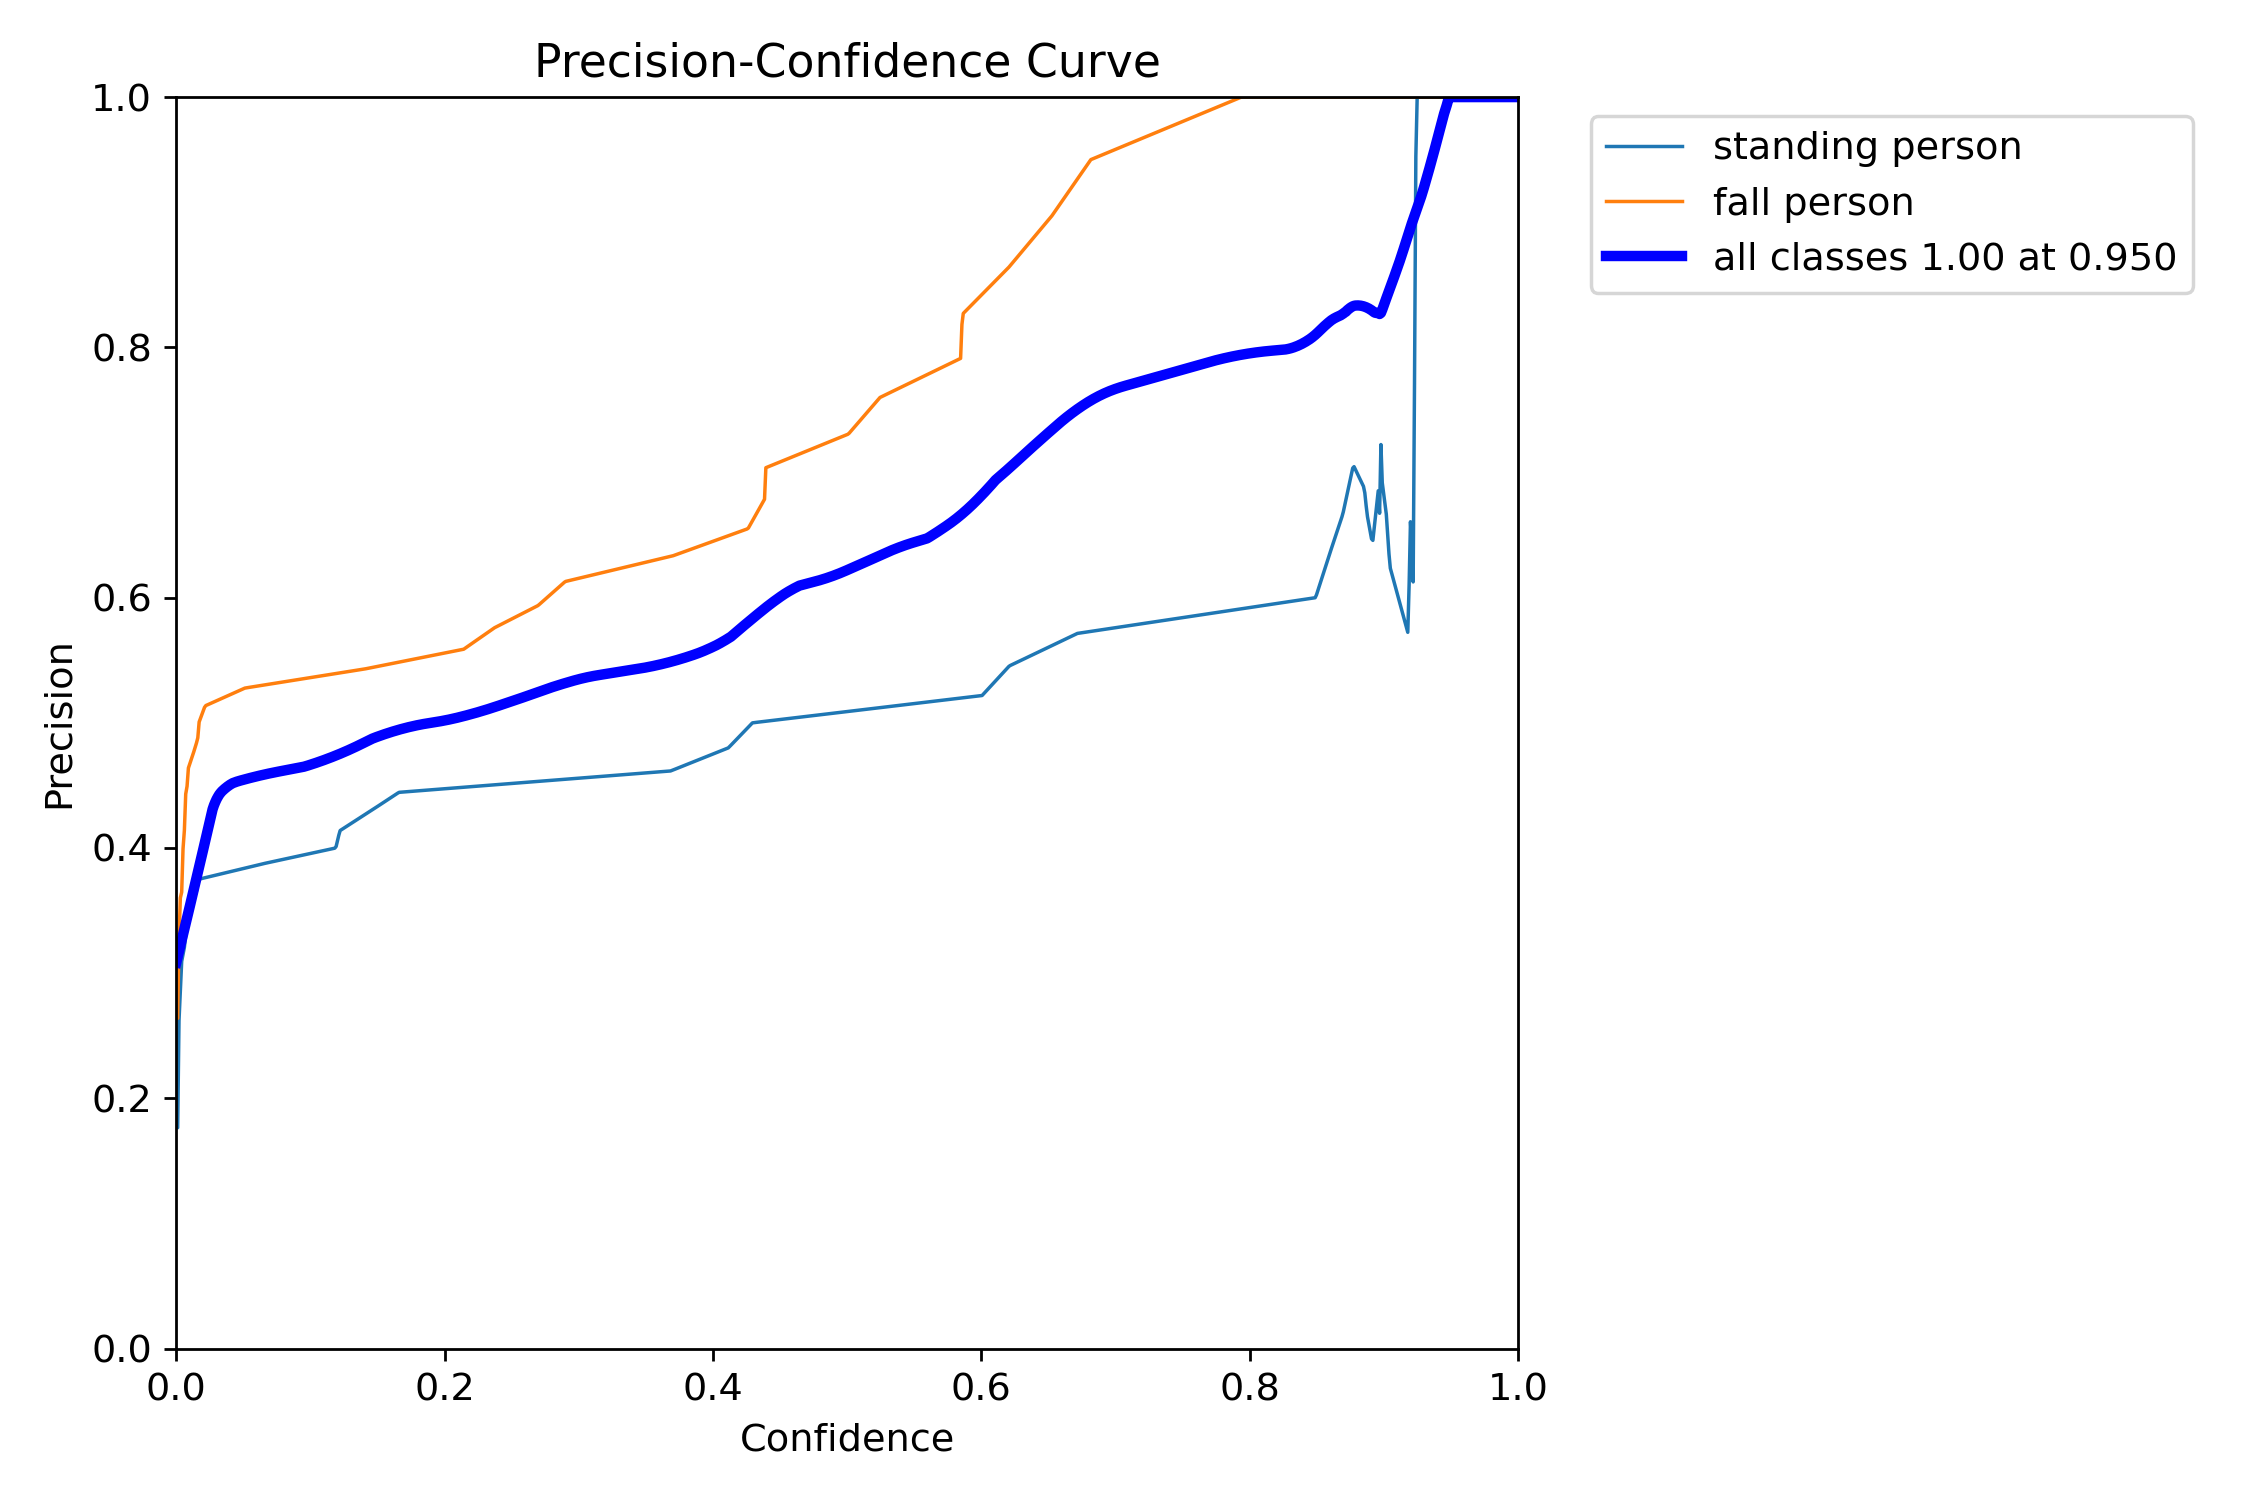 Precision-Confidence Curve
1.0
0.8
0.6
0.4
0.2
0.0
Precision
0.0 0.2 0.4 0.6 0.8 1.0
Confidence
standing person
fall person
all classes 1.00 at 0.950